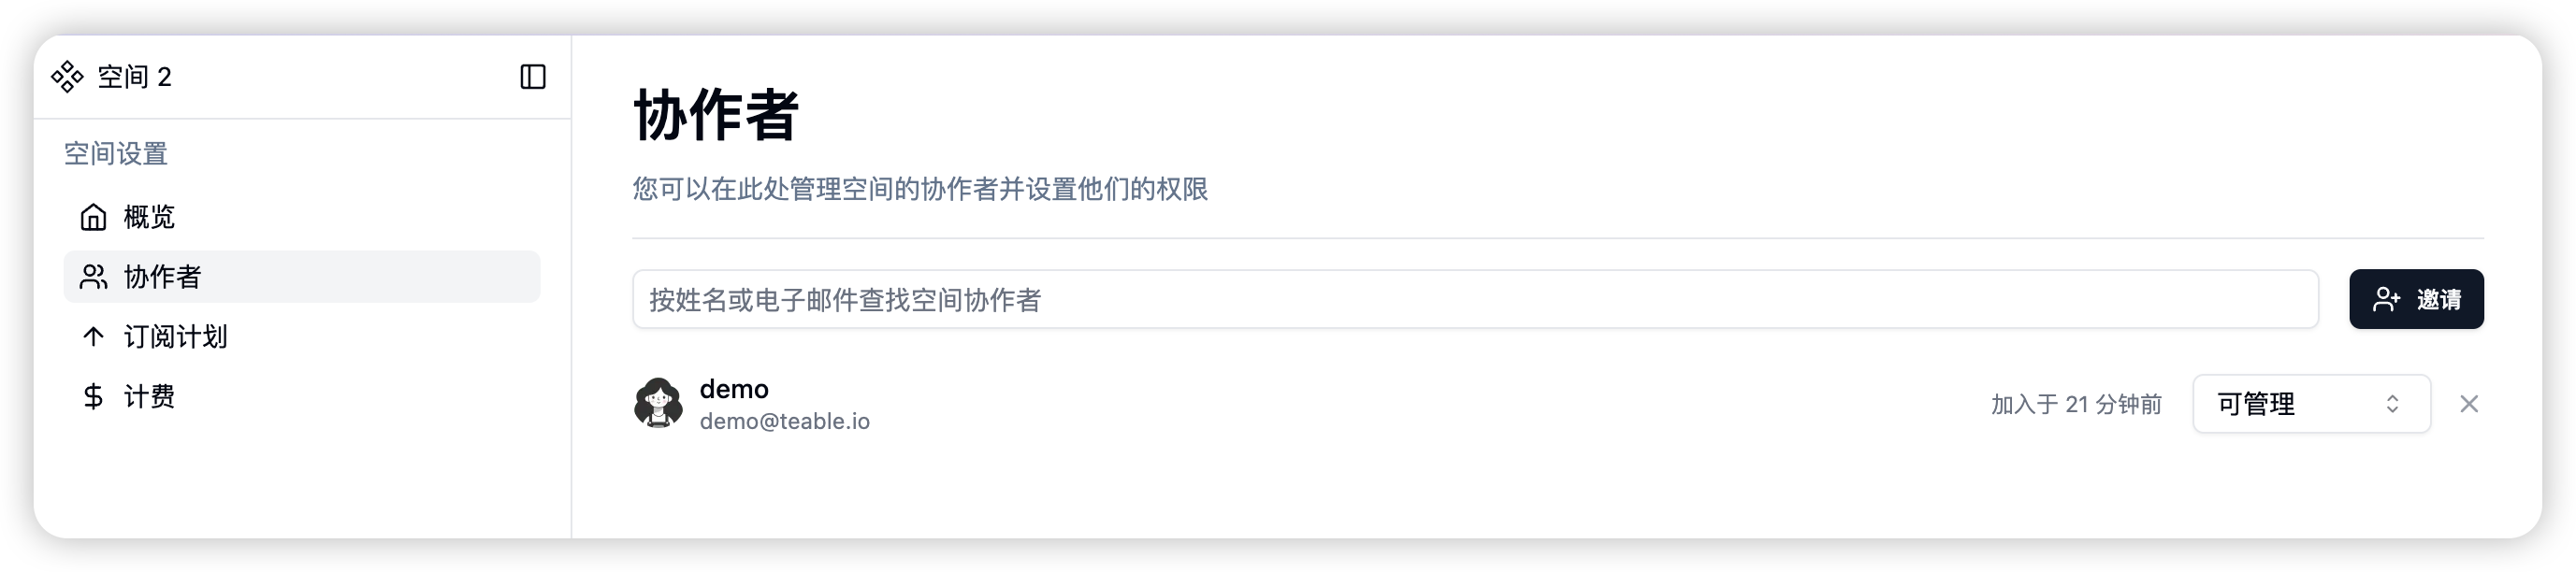 空间 2
空间设置
概览
协作者
订阅计划
计费
协作者
您可以在此处管理空间的协作者并设置他们的权限
按姓名或电子邮件查找空间协作者
邀请
demo
demo@teable.io
加入于 21 分钟前
可管理